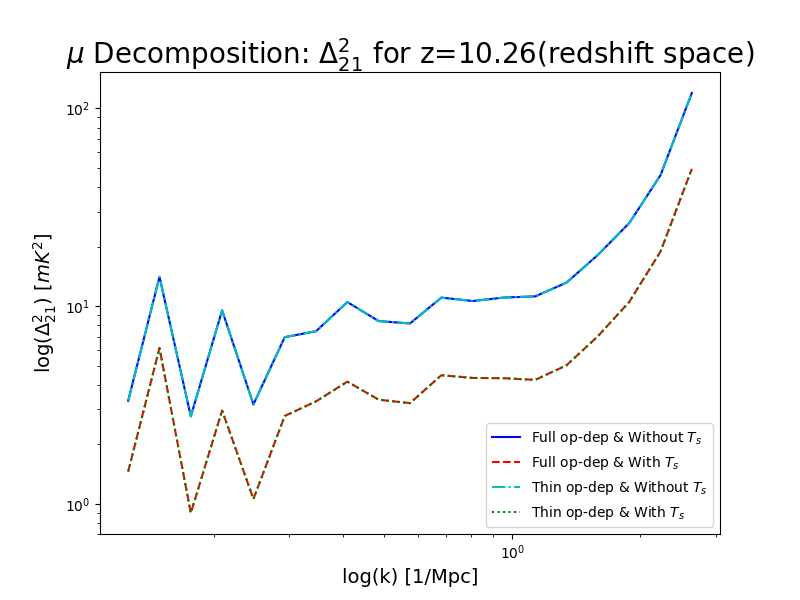 μ Decomposition: Δ²₂₁ for z=10.26(redshift space)
10²
10¹
10⁰
log(Δ²₂₁) [mK²]
10⁰
log(k) [1/Mpc]
Full op-dep & Without Tₛ
Full op-dep & With Tₛ
Thin op-dep & Without Tₛ
Thin op-dep & With Tₛ